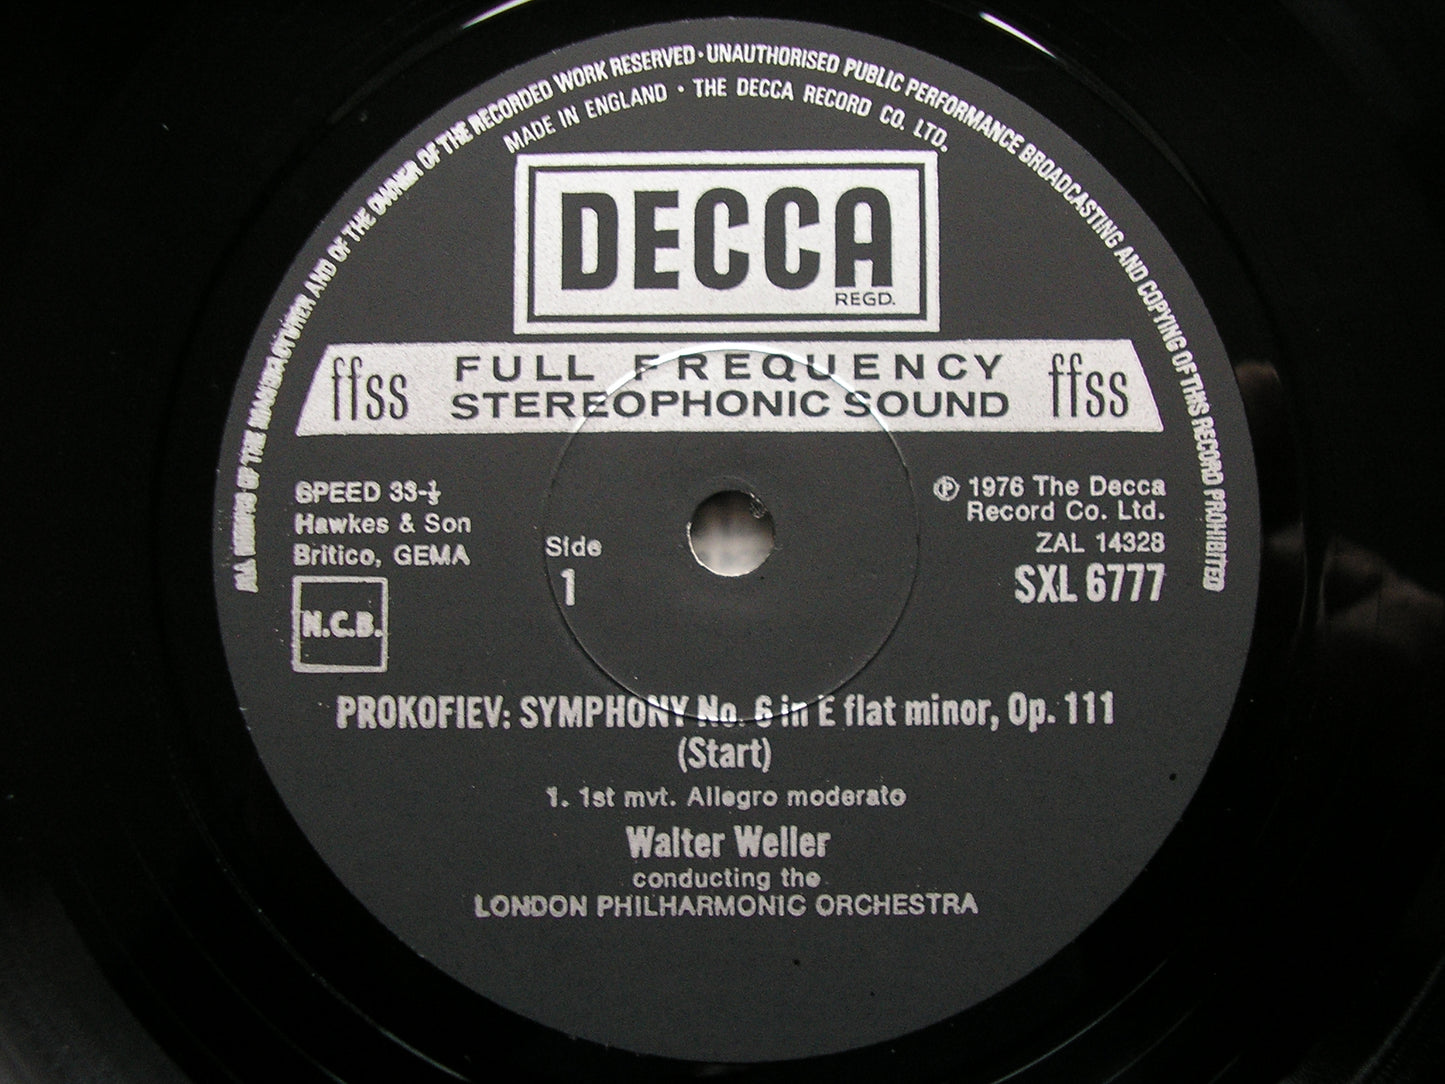 ALL RIGHTS OF THE MANUFACTURER AND OF THE OWNER OF THE RECORDED WORK RESERVED · UNAUTHORISED PUBLIC PERFORMANCE BROADCASTING AND COPYING OF THIS RECORD PROHIBITED
MADE IN ENGLAND · THE DECCA RECORD CO. LTD.
DECCA
REGD.
ffss FULL FREQUENCY ffss
STEREOPHONIC SOUND
SPEED 33-⅓
Hawkes & Son
Britico, GEMA
N.C.B.
Side
1
℗ 1976 The Decca
Record Co. Ltd.
ZAL 14328
SXL 6777
PROKOFIEV: SYMPHONY No. 6 in E flat minor, Op. 111
(Start)
1. 1st mvt. Allegro moderato
Walter Weller
conducting the
LONDON PHILHARMONIC ORCHESTRA